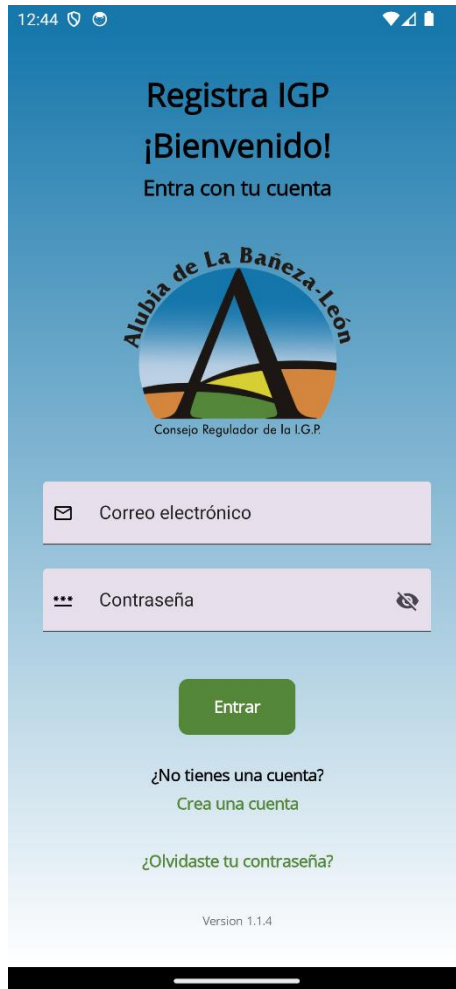 12:44
Registra IGP
¡Bienvenido!
Entra con tu cuenta
Alubia de La Bañeza-León
Consejo Regulador de la I.G.P.
Correo electrónico
Contraseña
Entrar
¿No tienes una cuenta?
Crea una cuenta
¿Olvidaste tu contraseña?
Version 1.1.4